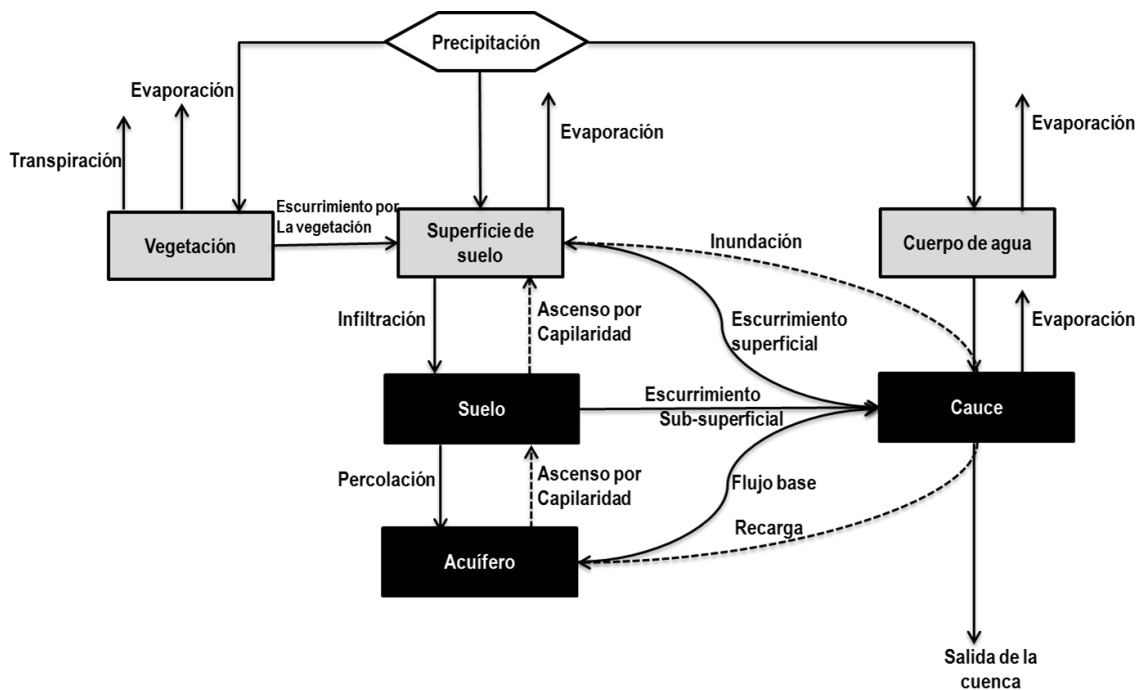 Precipitación
Evaporación
Evaporación
Evaporación
Transpiración
Escurrimiento por
La vegetación
Vegetación
Superficie de
suelo
Inundación
Cuerpo de agua
Infiltración
Ascenso por
Capilaridad
Escurrimiento
superficial
Evaporación
Suelo
Escurrimiento
Sub-superficial
Cauce
Percolación
Ascenso por
Capilaridad
Flujo base
Recarga
Acuífero
Salida de la
cuenca